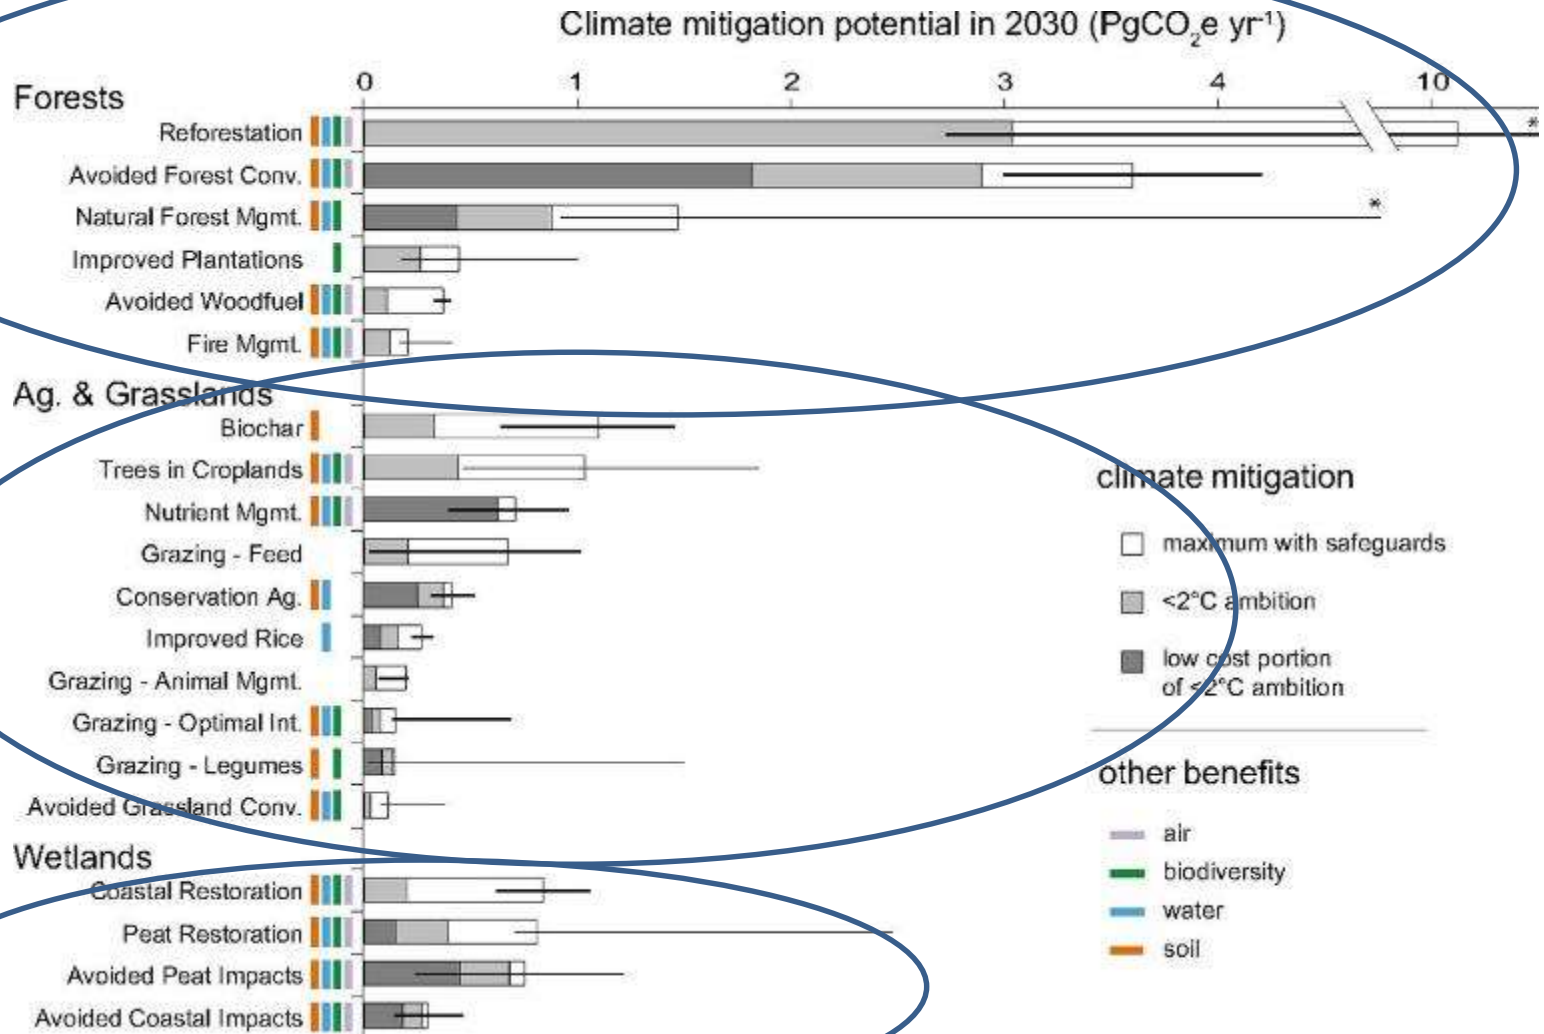 Climate mitigation potential in 2030 (PgCO₂e yr⁻¹)
0 1 2 3 4 10
Forests
Reforestation *
Avoided Forest Conv.
Natural Forest Mgmt. *
Improved Plantations
Avoided Woodfuel
Fire Mgmt.
Ag. & Grasslands
Biochar
Trees in Croplands
Nutrient Mgmt.
Grazing - Feed
Conservation Ag.
Improved Rice
Grazing - Animal Mgmt.
Grazing - Optimal Int.
Grazing - Legumes
Avoided Grassland Conv.
Wetlands
Coastal Restoration
Peat Restoration
Avoided Peat Impacts
Avoided Coastal Impacts
climate mitigation
maximum with safeguards
<2°C ambition
low cost portion
of <2°C ambition
other benefits
air
biodiversity
water
soil